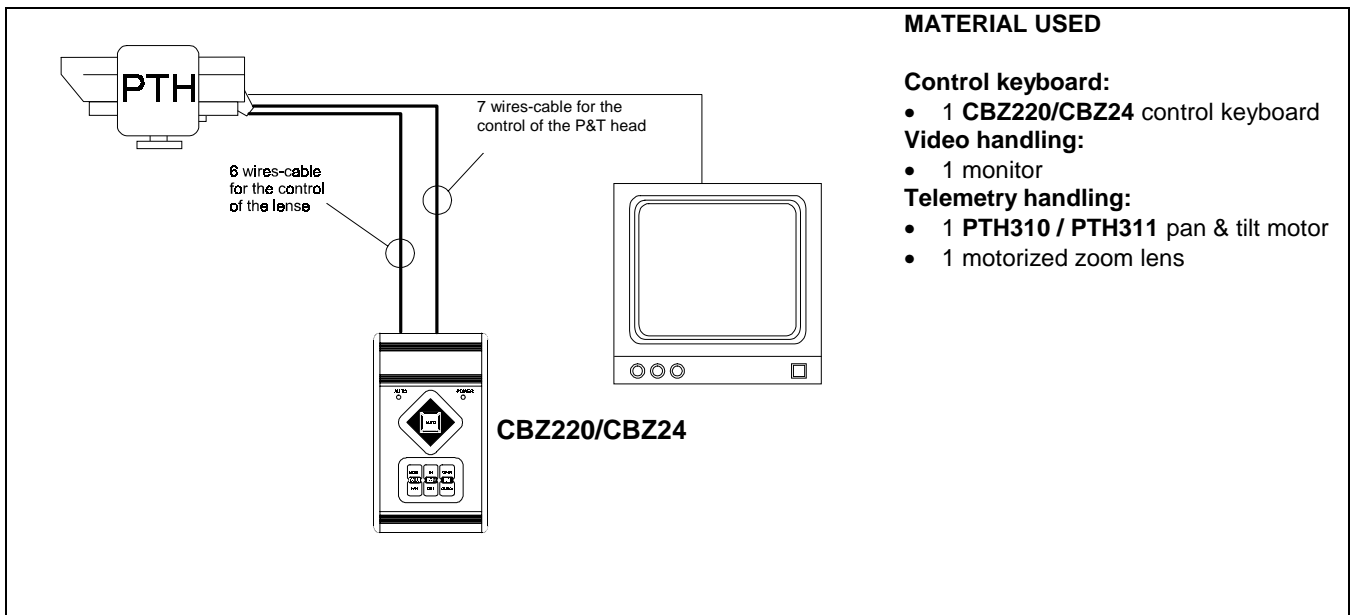 MATERIAL USED
Control keyboard:
• 1 CBZ220/CBZ24 control keyboard
Video handling:
• 1 monitor
Telemetry handling:
• 1 PTH310 / PTH311 pan & tilt motor
• 1 motorized zoom lens
PTH
7 wires-cable for the
control of the P&T head
6 wires-cable
for the control
of the lense
AUTO
POWER
AUTO
CBZ220/CBZ24